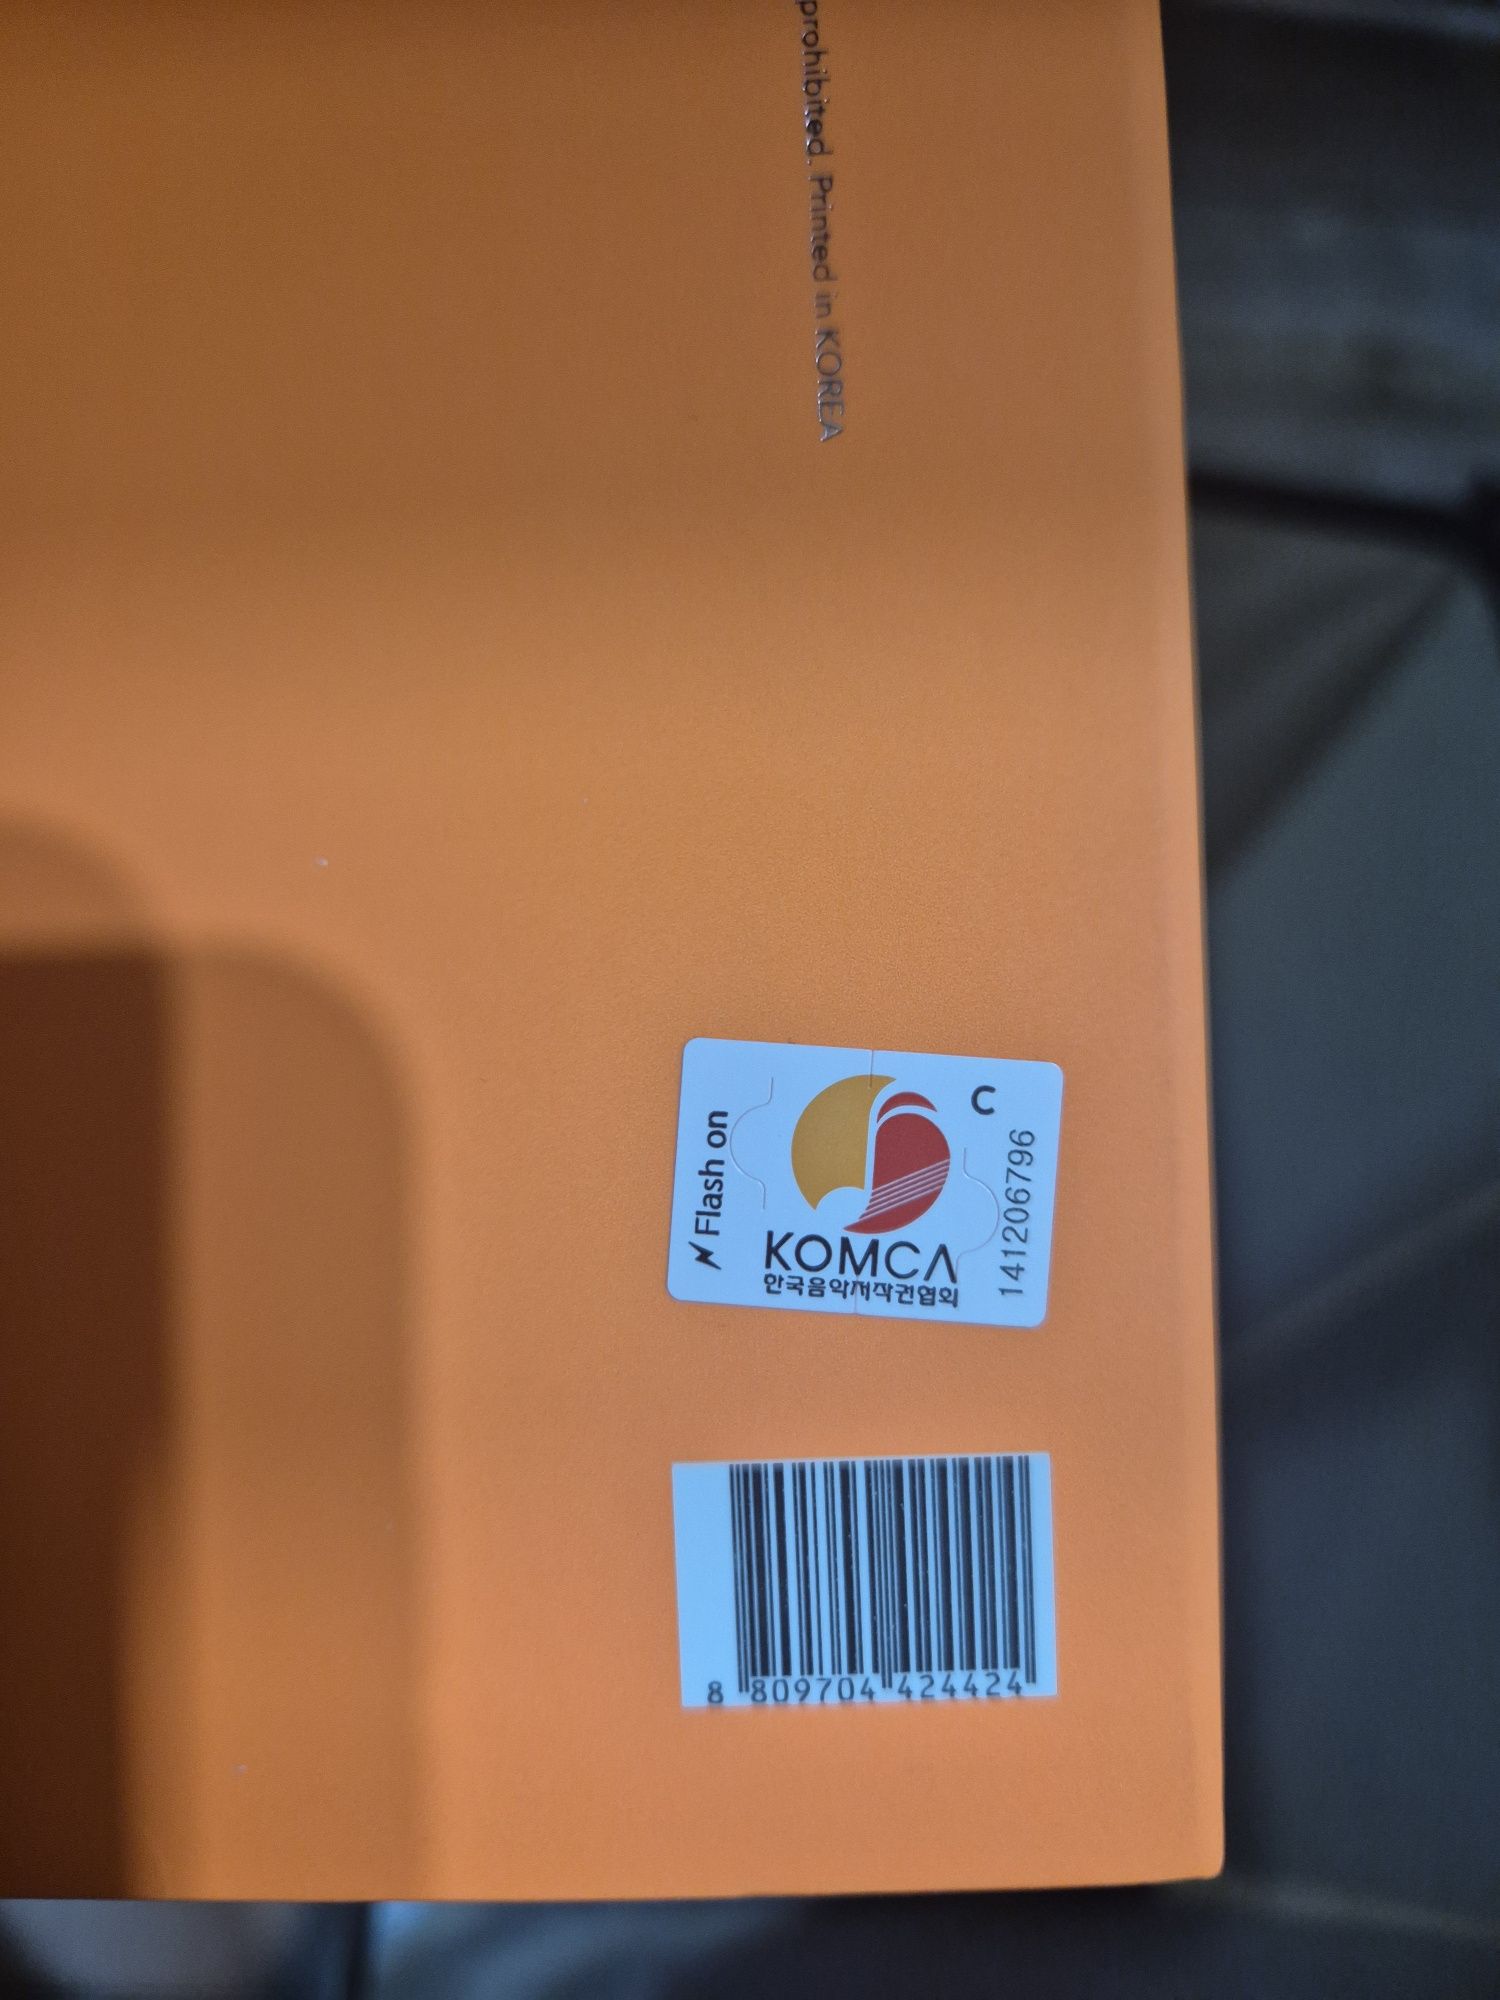 prohibited. Printed in KOREA
Flash on
KOMCA
한국음악저작권협회
C
141206796
8 809704 424424